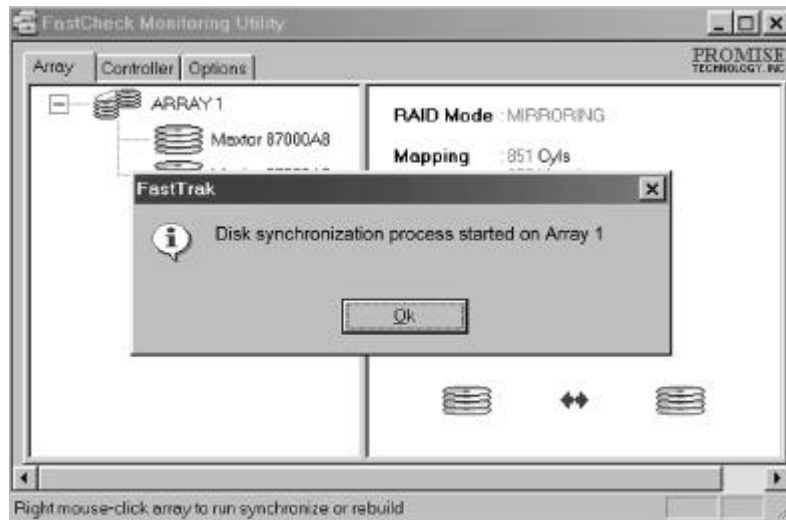 FastCheck Monitoring Utility
Array
Controller
Options
PROMISE
TECHNOLOGY, INC
ARRAY 1
Maxtor 87000A8
RAID Mode : MIRRORING
Mapping : 851 Cyls
FastTrak
Disk synchronization process started on Array 1
Ok
Right mouse-click array to run synchronize or rebuild